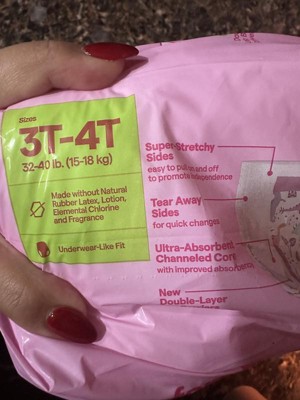 Sizes
3T-4T
32-40 lb. (15-18 kg)
Made without Natural
Rubber Latex, Lotion,
Elemental Chlorine
and Fragrance
Underwear-Like Fit
Super Stretchy
Sides
easy to pull on and off
to promote independence
Tear Away
Sides
for quick changes
Ultra-Absorbent
Channeled Core
with improved absorbency
New
Double-Layer